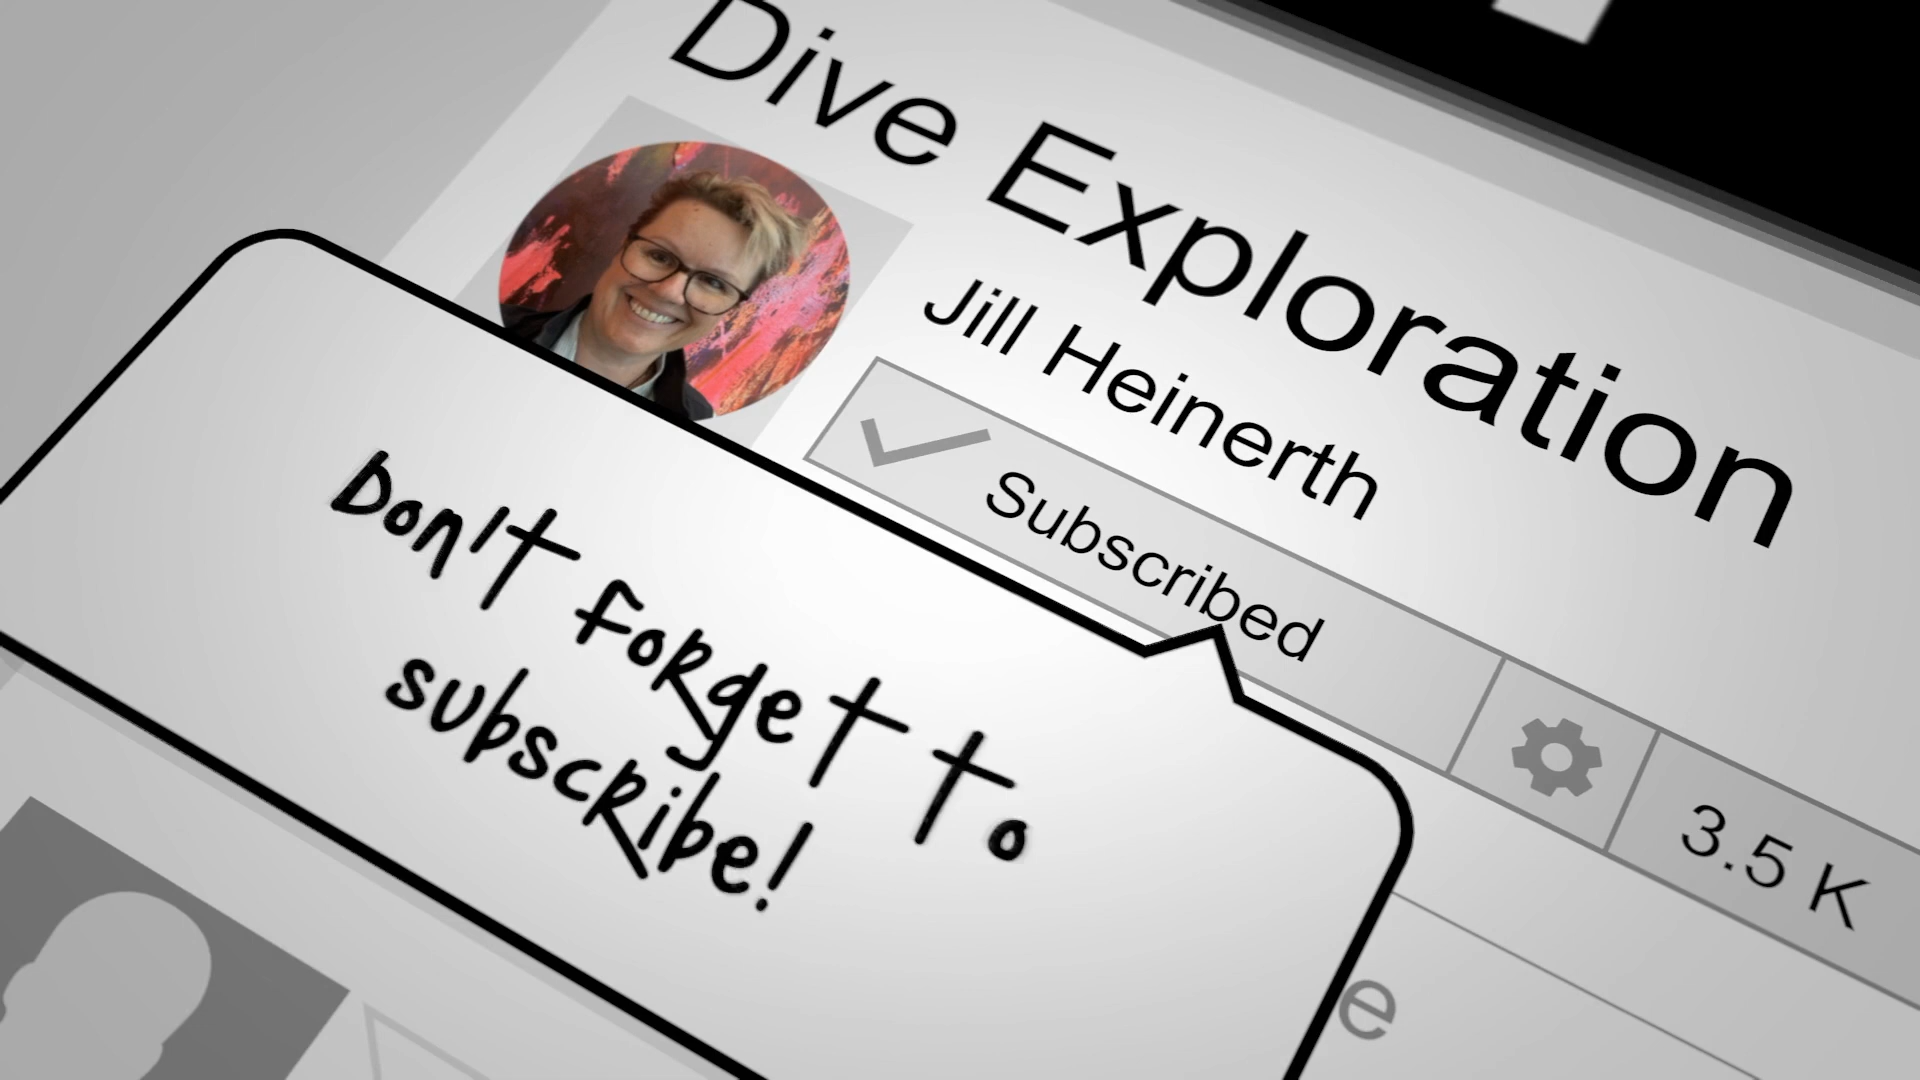 Dive Exploration
Jill Heinerth
Subscribed
3.5 K
Don't forget to
subscribe!
e